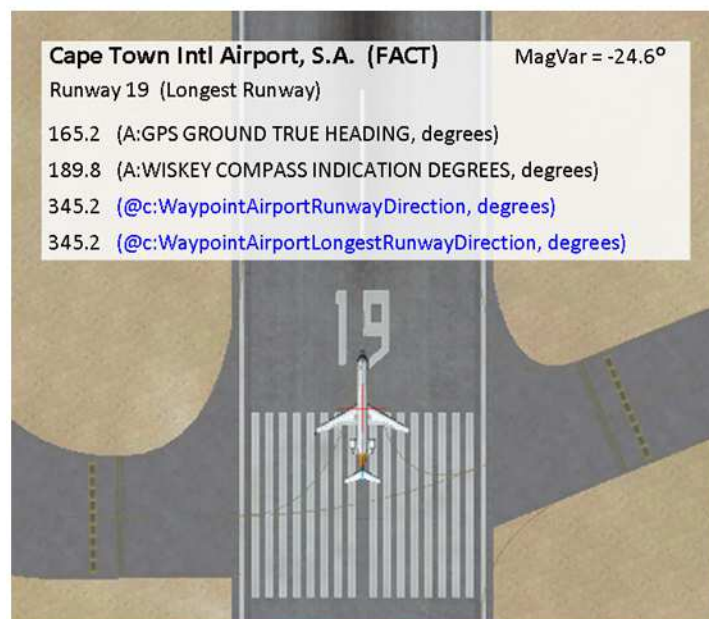 Cape Town Intl Airport, S.A. (FACT) MagVar = -24.6º
Runway 19 (Longest Runway)
165.2 (A:GPS GROUND TRUE HEADING, degrees)
189.8 (A:WISKEY COMPASS INDICATION DEGREES, degrees)
345.2 (@c:WaypointAirportRunwayDirection, degrees)
345.2 (@c:WaypointAirportLongestRunwayDirection, degrees)
19